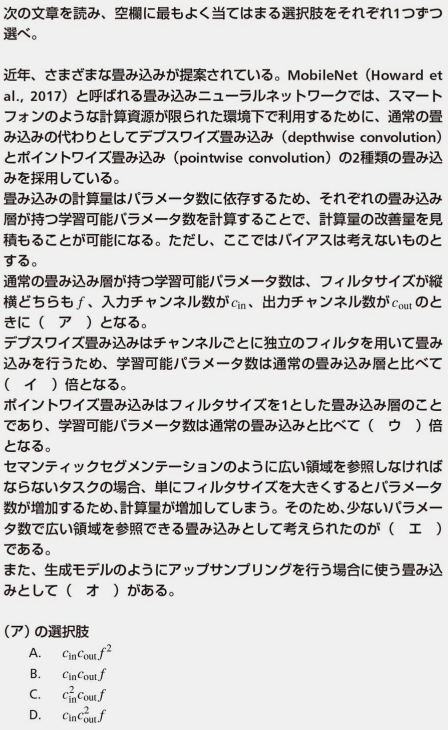 次の文章を読み、空欄に最もよく当てはまる選択肢をそれぞれ1つずつ
選べ。
近年、さまざまな畳み込みが提案されている。MobileNet（Howard et
al., 2017）と呼ばれる畳み込みニューラルネットワークでは、スマート
フォンのような計算資源が限られた環境下で利用するために、通常の畳
み込みの代わりとしてデプスワイズ畳み込み（depthwise convolution）
とポイントワイズ畳み込み（pointwise convolution）の2種類の畳み込
みを採用している。
畳み込みの計算量はパラメータ数に依存するため、それぞれの畳み込み
層が持つ学習可能パラメータ数を計算することで、計算量の改善量を見
積もることが可能になる。ただし、ここではバイアスは考えないものと
する。
通常の畳み込み層が持つ学習可能パラメータ数は、フィルタサイズが縦
横どちらも f 、入力チャンネル数が c_in、出力チャンネル数が c_out のと
きに（　ア　）となる。
デプスワイズ畳み込みはチャンネルごとに独立のフィルタを用いて畳み
込みを行うため、学習可能パラメータ数は通常の畳み込み層と比べて
（　イ　）倍となる。
ポイントワイズ畳み込みはフィルタサイズを1とした畳み込み層のこと
であり、学習可能パラメータ数は通常の畳み込みと比べて（　ウ　）倍
となる。
セマンティックセグメンテーションのように広い領域を参照しなければ
ならないタスクの場合、単にフィルタサイズを大きくするとパラメータ
数が増加するため、計算量が増加してしまう。そのため、少ないパラメー
タ数で広い領域を参照できる畳み込みとして考えられたのが（　エ　）
である。
また、生成モデルのようにアップサンプリングを行う場合に使う畳み込
みとして（　オ　）がある。
（ア）の選択肢
A. c_in c_out f^2
B. c_in c_out f
C. c_in^2 c_out f
D. c_in c_out^2 f